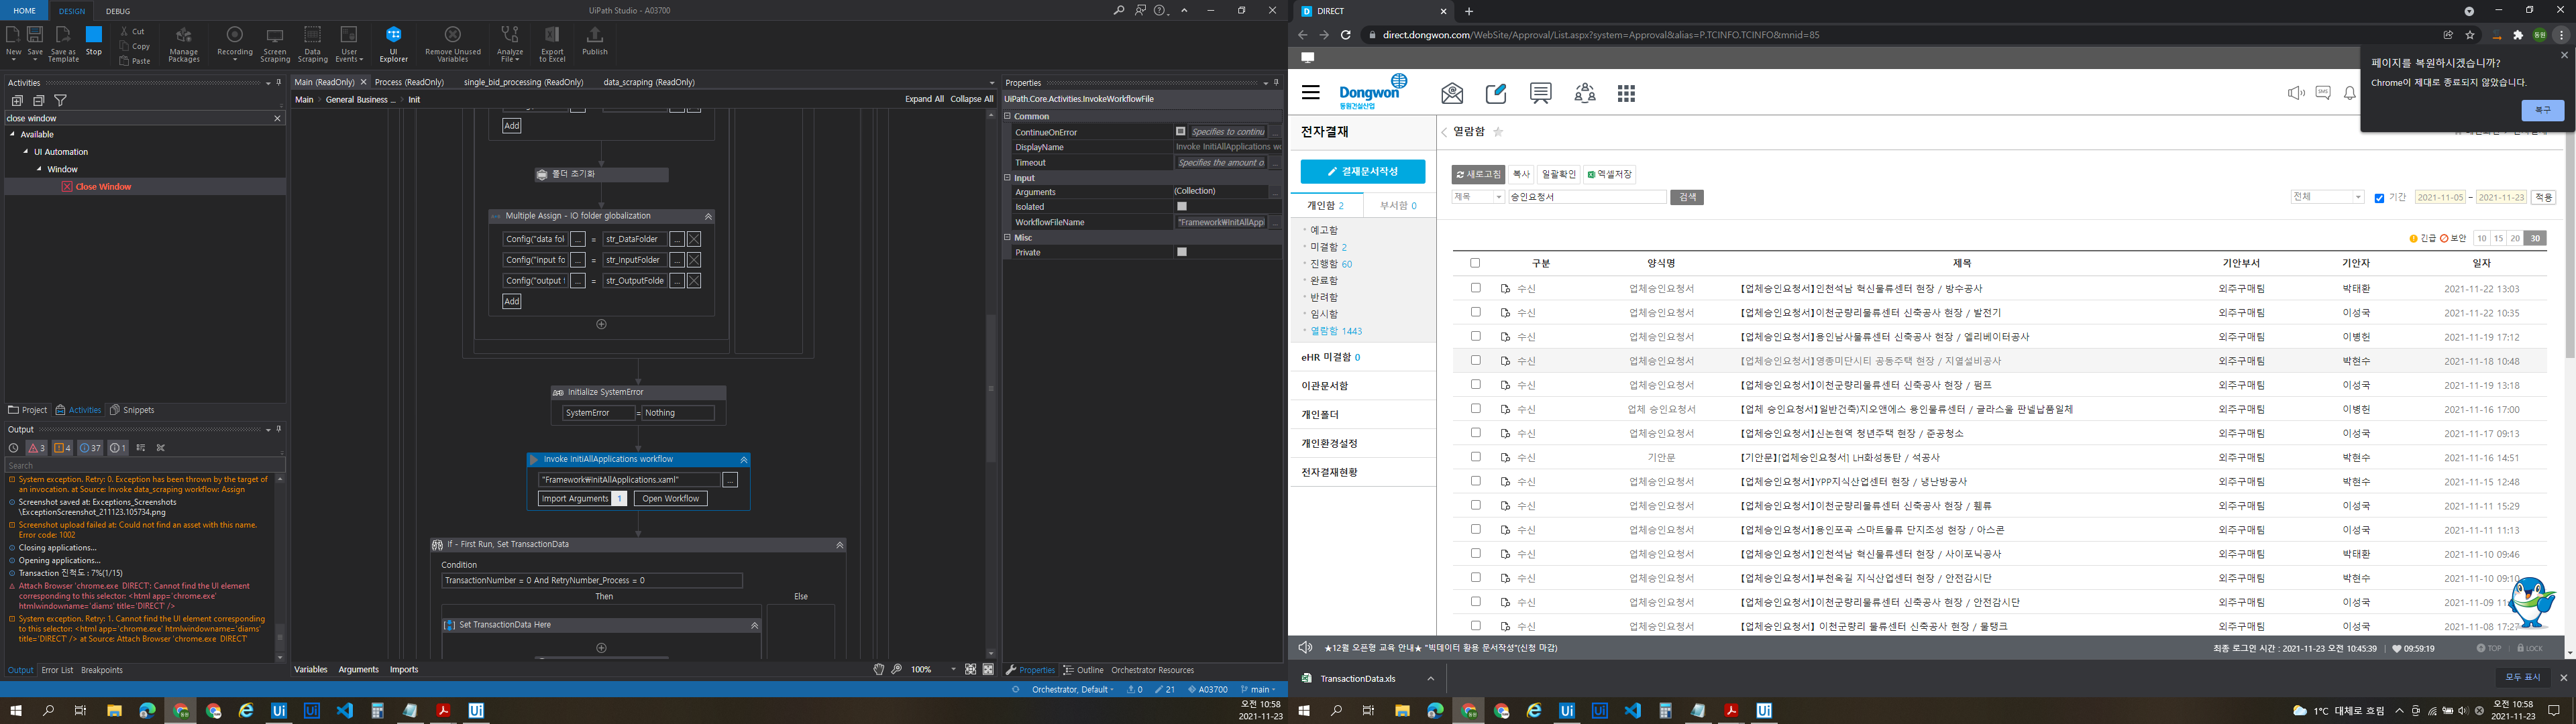 HOME
DESIGN
DEBUG
UiPath Studio - A03700
New
Save
Save as Template
Stop
Cut
Copy
Paste
Manage Packages
Recording
Screen Scraping
Data Scraping
User Events
UI Explorer
Remove Unused Variables
Analyze File
Export to Excel
Publish
Activities
close window
Available
UI Automation
Window
Close Window
Project
Activities
Snippets
Output
3
4
37
1
Search
System exception. Retry: 0. Exception has been thrown by the target of
an invocation. at Source: Invoke data_scraping workflow: Assign
Screenshot saved at: Exceptions_Screenshots
\ExceptionScreenshot_211123.105734.png
Screenshot upload failed at: Could not find an asset with this name.
Error code: 1002
Closing applications...
Opening applications...
Transaction 진척도 : 7%(1/15)
Attach Browser 'chrome.exe DIRECT': Cannot find the UI element
corresponding to this selector: <html app='chrome.exe'
htmlwindowname='diams' title='DIRECT' />
System exception. Retry: 1. Cannot find the UI element corresponding
to this selector: <html app='chrome.exe' htmlwindowname='diams'
title='DIRECT' /> at Source: Attach Browser 'chrome.exe DIRECT'
Output
Error List
Breakpoints
Main (ReadOnly)
Process (ReadOnly)
single_bid_processing (ReadOnly)
data_scraping (ReadOnly)
Main
General Business ...
Init
Expand All
Collapse All
Add
폴더 초기화
Multiple Assign - IO folder globalization
Config("data fol ... = str_DataFolder ...
Config("input fo ... = str_InputFolder ...
Config("output f ... = str_OutputFolde ...
Add
Initialize SystemError
SystemError = Nothing
Invoke InitiAllApplications workflow
"Framework₩InitAllApplications.xaml" ...
Import Arguments 1
Open Workflow
If - First Run, Set TransactionData
Condition
TransactionNumber = 0 And RetryNumber_Process = 0
Then
Else
Set TransactionData Here
Variables
Arguments
Imports
100%
Properties
UiPath.Core.Activities.InvokeWorkflowFile
Common
ContinueOnError Specifies to continu ...
DisplayName Invoke InitiAllApplications wo
Timeout Specifies the amount o ...
Input
Arguments (Collection) ...
Isolated
WorkflowFileName "Framework₩InitAllAppl ...
Misc
Private
Properties
Outline
Orchestrator Resources
Orchestrator, Default
0
21
A03700
main
오전 10:58
2021-11-23
DIRECT
direct.dongwon.com/WebSite/Approval/List.aspx?system=Approval&alias=P.TCINFO.TCINFO&mnid=85
동원
페이지를 복원하시겠습니까?
Chrome이 제대로 종료되지 않았습니다.
복구
Dongwon
동원건설산업
SMS
전자결재
열람함
결재문서작성
개인함 2
부서함 0
예고함
미결함 2
진행함 60
완료함
반려함
임시함
열람함 1443
eHR 미결함 0
이관문서함
개인폴더
개인환경설정
전자결재현황
새로고침
복사
일괄확인
엑셀저장
제목
승인요청서
검색
전체
기간
2021-11-05 ~ 2021-11-23
적용
긴급
보안
10 15 20 30
구분 양식명 제목 기안부서 기안자 일자
수신 업체승인요청서 【업체승인요청서】인천석남 혁신물류센터 현장 / 방수공사 외주구매팀 박태환 2021-11-22 13:03
수신 업체승인요청서 【업체승인요청서】이천군량물류센터 신축공사 현장 / 발전기 외주구매팀 이성국 2021-11-22 10:35
수신 업체승인요청서 【업체승인요청서】용인남사물류센터 신축공사 현장 / 엘리베이터공사 외주구매팀 이병헌 2021-11-19 17:12
수신 업체승인요청서 【업체승인요청서】영종미단시티 공동주택 현장 / 지열설비공사 외주구매팀 박현수 2021-11-18 10:48
수신 업체승인요청서 【업체승인요청서】이천군량리물류센터 신축공사 현장 / 펌프 외주구매팀 이성국 2021-11-19 13:18
수신 업체 승인요청서 【업체 승인요청서】일반건축)지오앤에스 용인물류센터 / 글라스울 판넬납품일체 외주구매팀 이병헌 2021-11-16 17:00
수신 업체승인요청서 【업체승인요청서】신논현역 청년주택 현장 / 준공청소 외주구매팀 이성국 2021-11-17 09:13
수신 기안문 【기안문】[업체승인요청서] LH화성동탄 / 석공사 외주구매팀 박현수 2021-11-16 14:51
수신 업체승인요청서 【업체승인요청서】YPP지식산업센터 현장 / 냉난방공사 외주구매팀 박현수 2021-11-15 12:48
수신 업체승인요청서 【업체승인요청서】이천군량리물류센터 신축공사 현장 / 휀류 외주구매팀 이성국 2021-11-11 15:29
수신 업체승인요청서 【업체승인요청서】용인포곡 스마트물류 단지조성 현장 / 아스콘 외주구매팀 이성국 2021-11-11 11:13
수신 업체승인요청서 【업체승인요청서】인천석남 혁신물류센터 현장 / 사이포닉공사 외주구매팀 박태환 2021-11-10 09:46
수신 업체승인요청서 【업체승인요청서】부천옥길 지식산업센터 현장 / 안전감시단 외주구매팀 박현수 2021-11-10 09:10
수신 업체승인요청서 【업체승인요청서】이천군량리물류센터 신축공사 현장 / 안전감시단 외주구매팀 이성국 2021-11-09 11
수신 업체승인요청서 【업체승인요청서】 이천군량리 물류센터 신축공사 현장 / 물탱크 외주구매팀 이성국 2021-11-08 17:27
★12월 오픈형 교육 안내★ "빅데이터 활용 문서작성"(신청 마감)
최종 로그인 시간 : 2021-11-23 오전 10:45:39
09:59:19
TOP
LOCK
TransactionData.xls
모두 표시
1°C 대체로 흐림
오전 10:58
2021-11-23